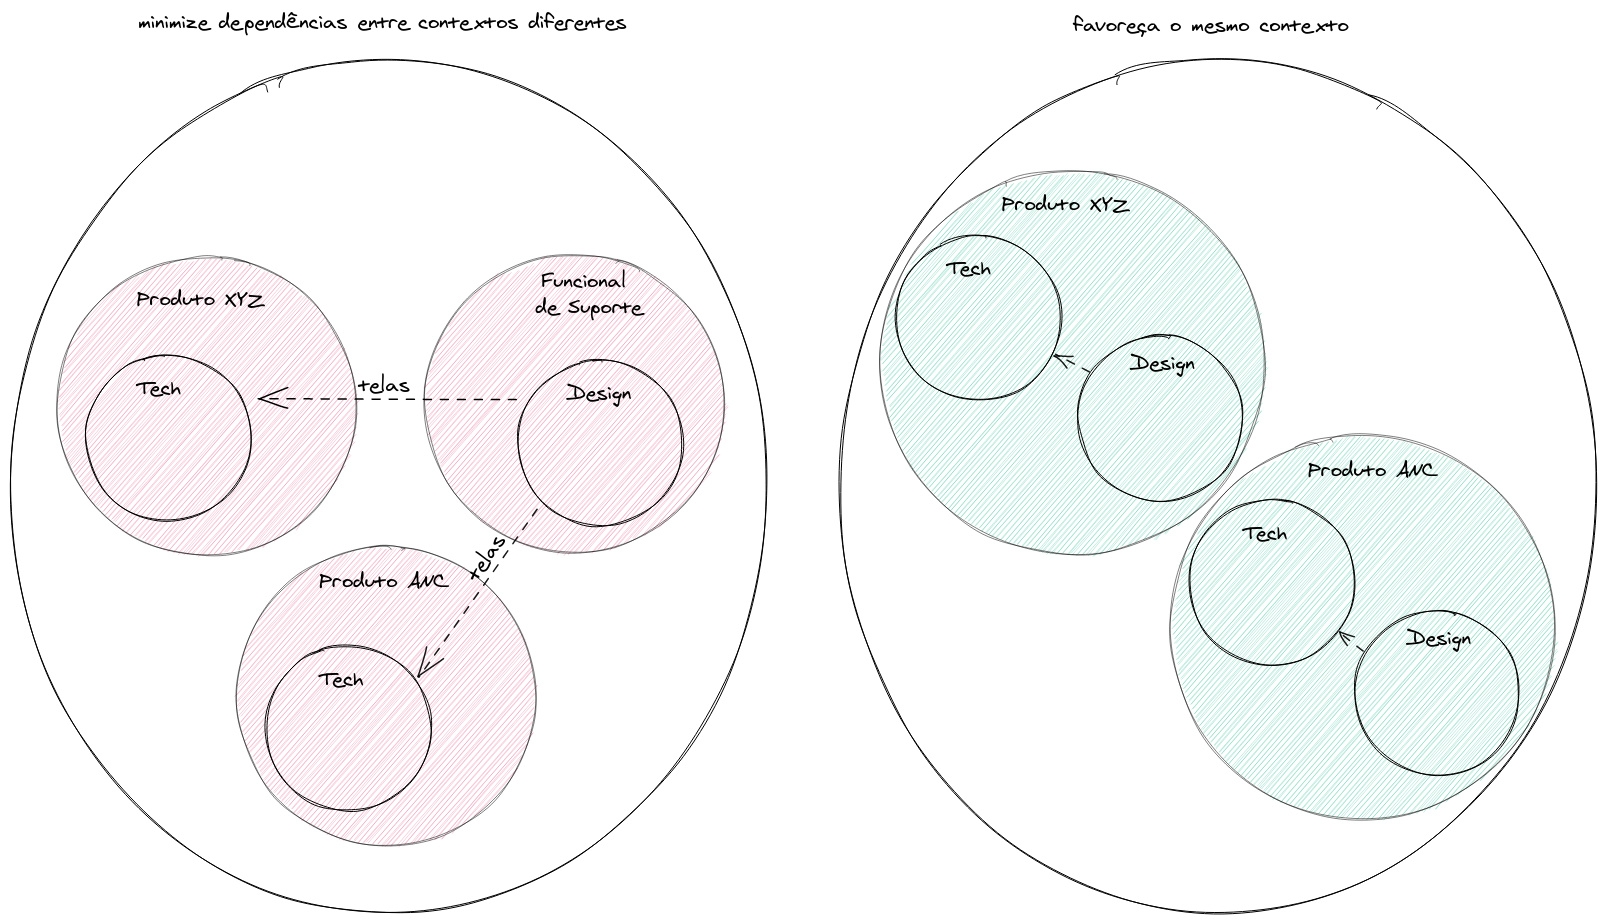 minimize dependências entre contextos diferentes
Produto XYZ
Tech
telas
Funcional
de Suporte
Design
telas
Produto ANC
Tech
favoreça o mesmo contexto
Produto XYZ
Tech
Design
Produto ANC
Tech
Design